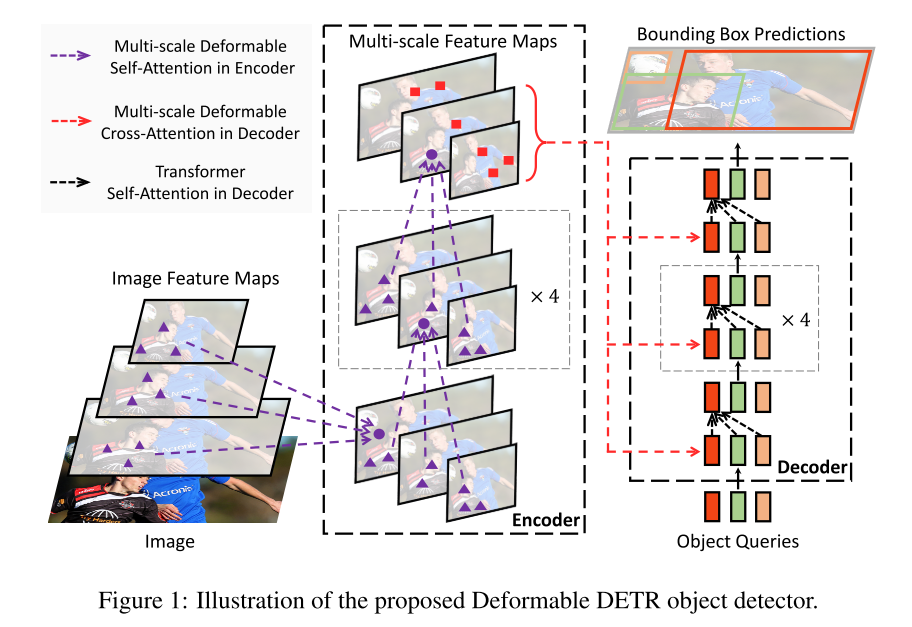 Multi-scale Deformable
Self-Attention in Encoder
Multi-scale Deformable
Cross-Attention in Decoder
Transformer
Self-Attention in Decoder
Multi-scale Feature Maps
× 4
Encoder
Image Feature Maps
Acronis
Acronis
Image
Bounding Box Predictions
× 4
Decoder
Object Queries
Figure 1: Illustration of the proposed Deformable DETR object detector.